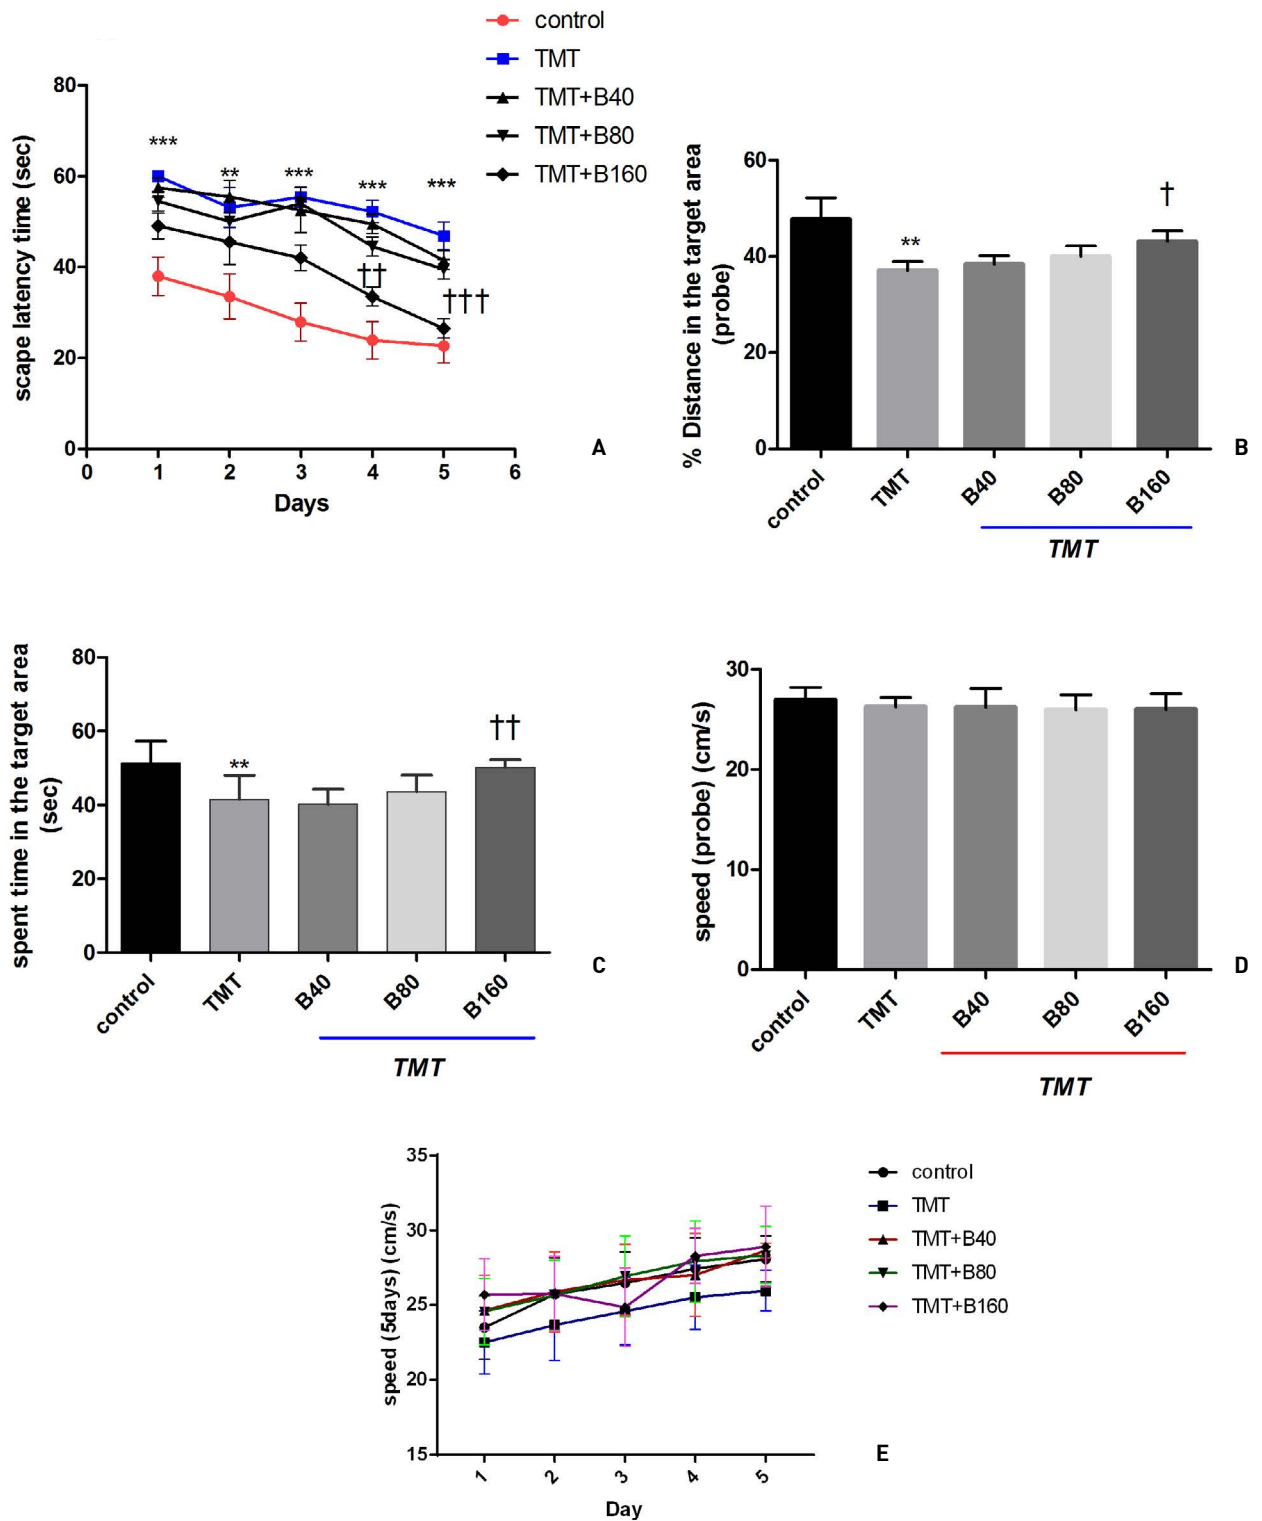 control
TMT
TMT+B40
TMT+B80
TMT+B160
scape latency time (sec)
80
60
40
20
0
*** ** *** *** ***
††
†††
0 1 2 3 4 5 6
Days
A
% Distance in the target area
(probe)
60
40
20
0
**
†
control TMT B40 B80 B160
TMT
B
spent time in the target area
(sec)
80
60
40
20
0
**
††
control TMT B40 B80 B160
TMT
C
speed (probe) (cm/s)
30
20
10
0
control TMT B40 B80 B160
TMT
D
speed (5days) (cm/s)
35
30
25
20
15
1 2 3 4 5
Day
control
TMT
TMT+B40
TMT+B80
TMT+B160
E